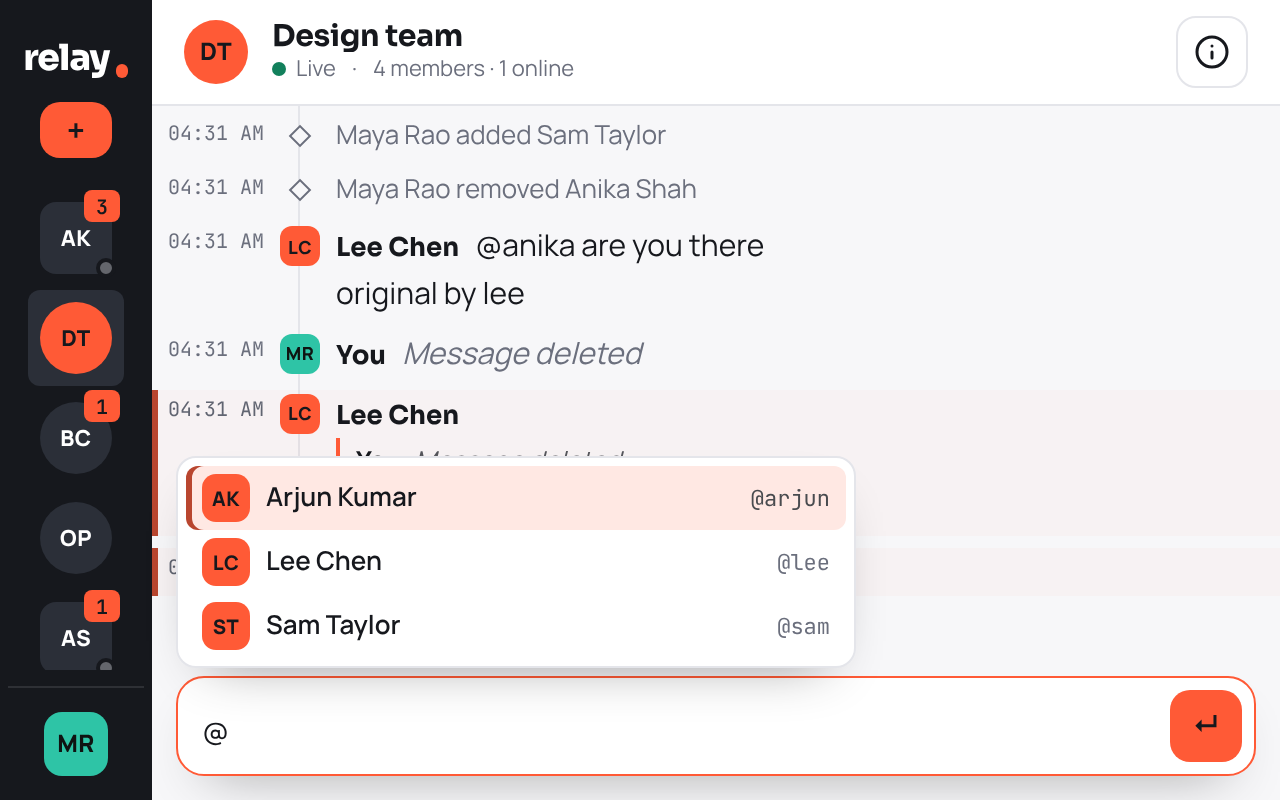 relay.
+
3
AK
DT
1
BC
OP
1
AS
MR
DT
Design team
Live · 4 members · 1 online
04:31 AM Maya Rao added Sam Taylor
04:31 AM Maya Rao removed Anika Shah
04:31 AM LC Lee Chen @anika are you there
original by lee
04:31 AM MR You Message deleted
04:31 AM LC Lee Chen
You Message deleted
AK Arjun Kumar @arjun
LC Lee Chen @lee
ST Sam Taylor @sam
@